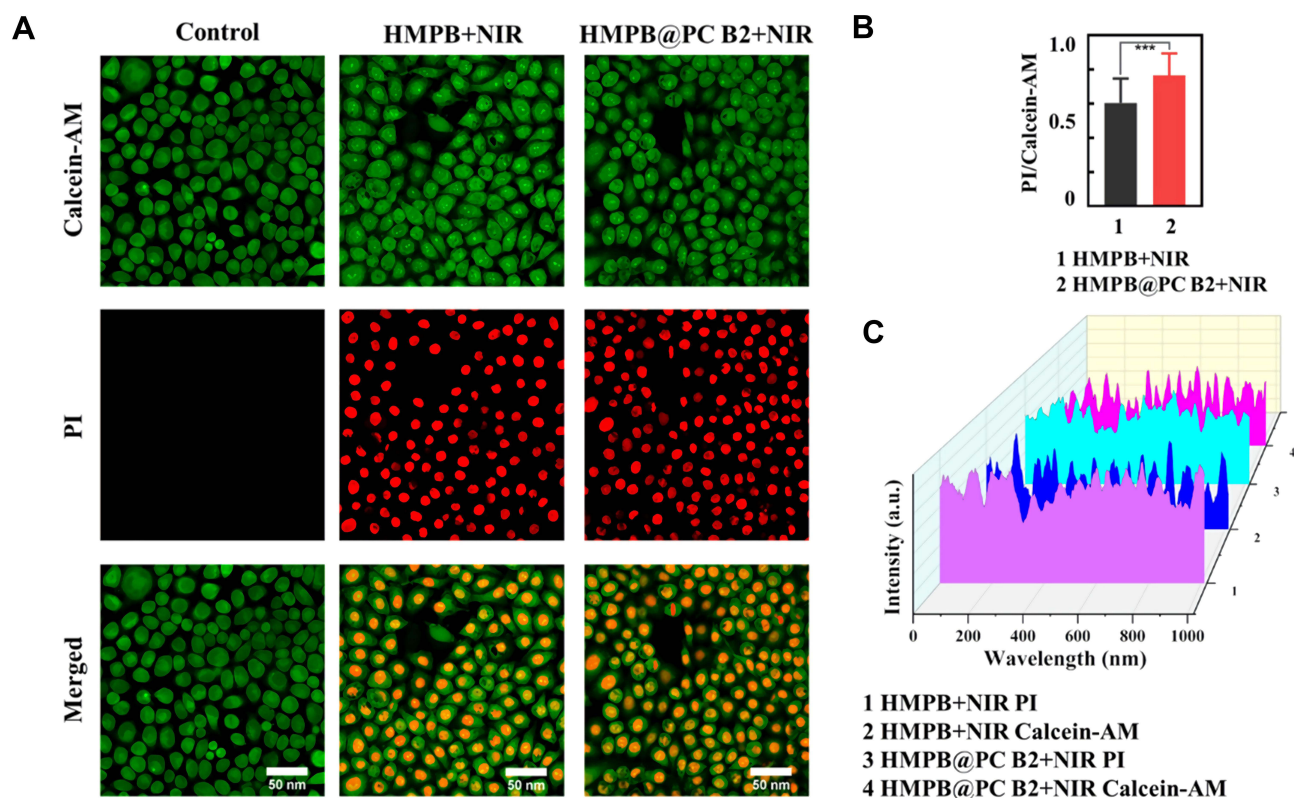 A
Control
HMPB+NIR
HMPB@PC B2+NIR
Calcein-AM
PI
Merged
50 nm
50 nm
50 nm
B
PI/Calcein-AM
1.0
0.5
0
***
1
2
1 HMPB+NIR
2 HMPB@PC B2+NIR
C
Intensity (a.u.)
0
200
400
600
800
1000
Wavelength (nm)
1
2
3
4
1 HMPB+NIR PI
2 HMPB+NIR Calcein-AM
3 HMPB@PC B2+NIR PI
4 HMPB@PC B2+NIR Calcein-AM